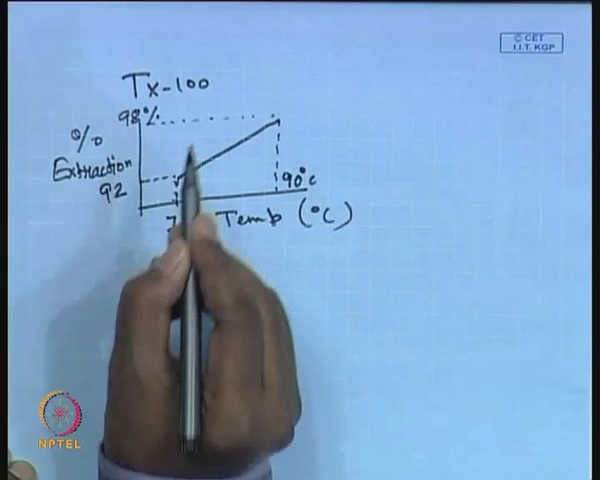 © CET
I.I.T. KGP
Tx-100
98%
%
Extraction
92
90°c
Temp (°C)
NPTEL